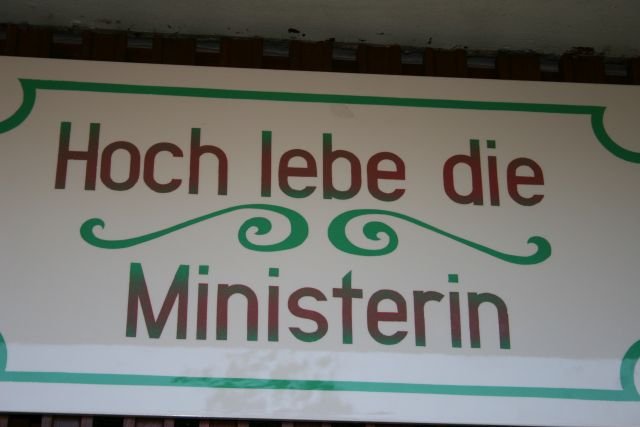 Hoch lebe die
Ministerin